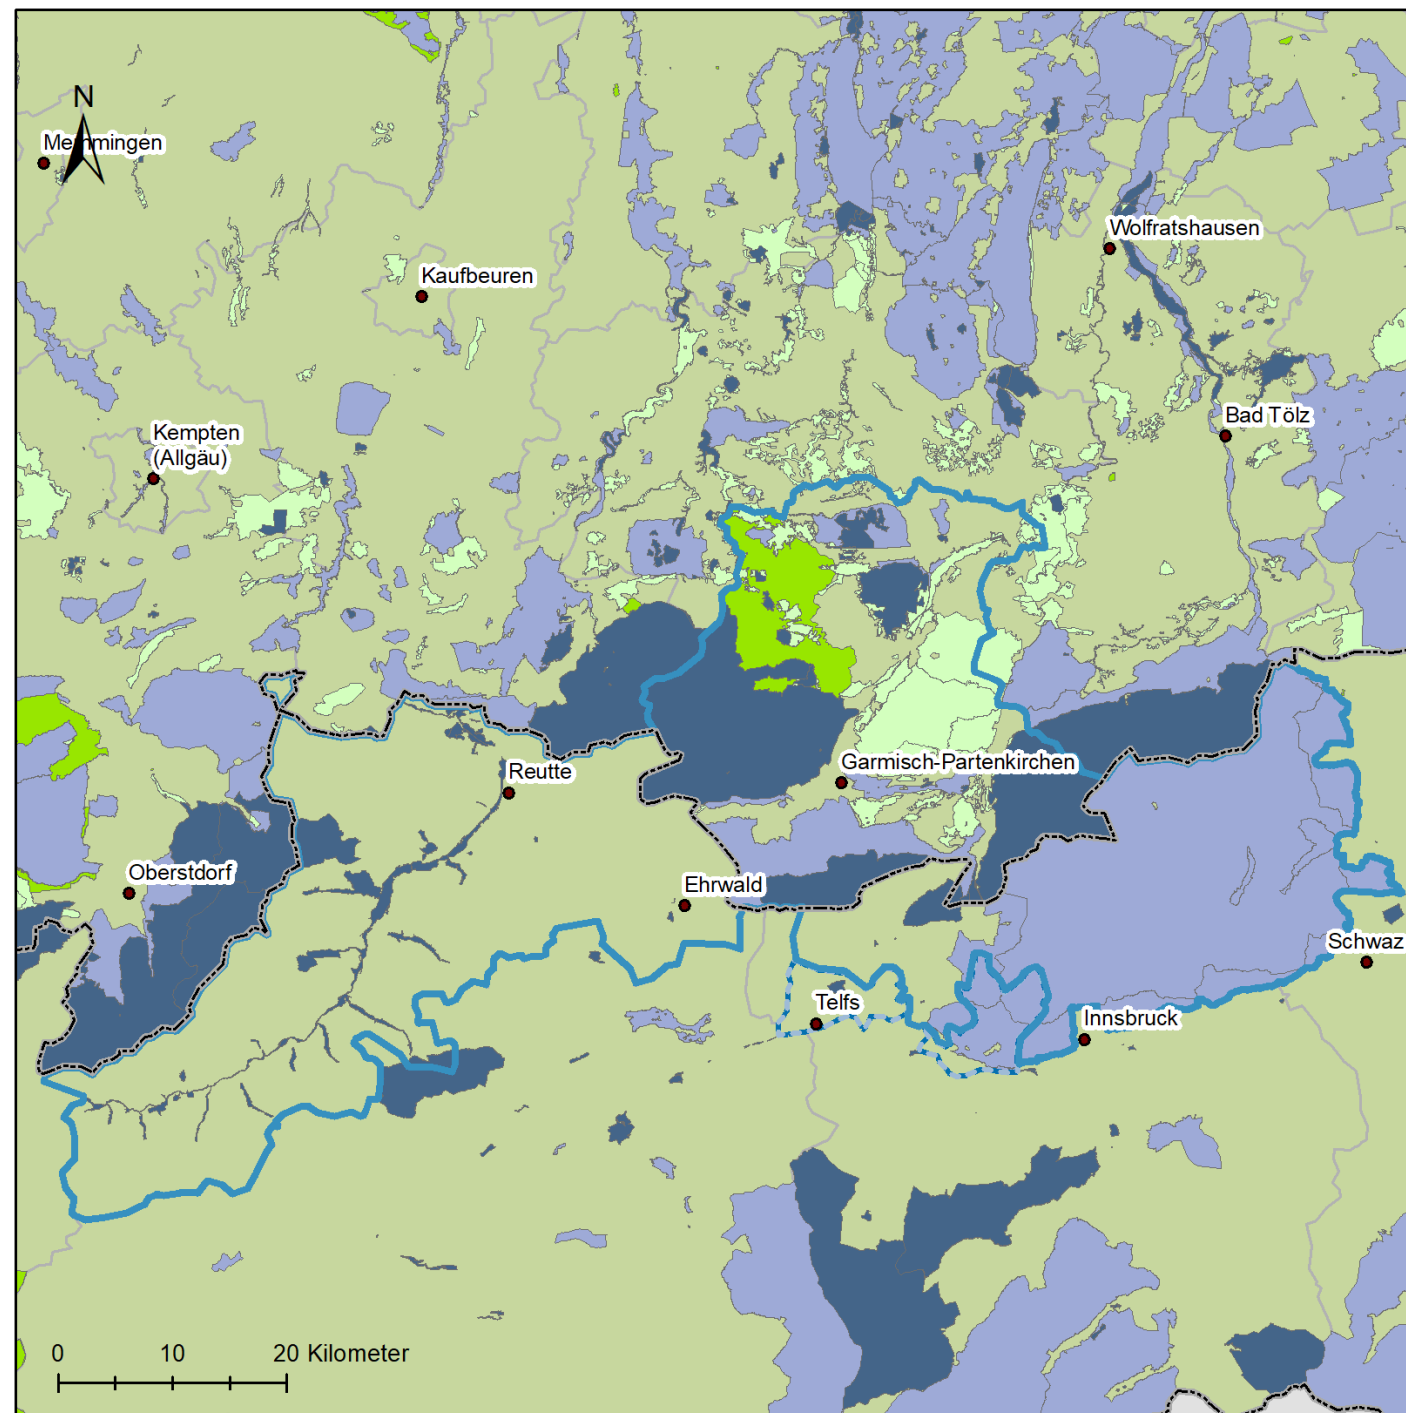 N
Memmingen
Wolfratshausen
Kaufbeuren
Bad Tölz
Kempten
(Allgäu)
Garmisch-Partenkirchen
Reutte
Oberstdorf
Ehrwald
Schwaz
Telfs
Innsbruck
0 10 20 Kilometer